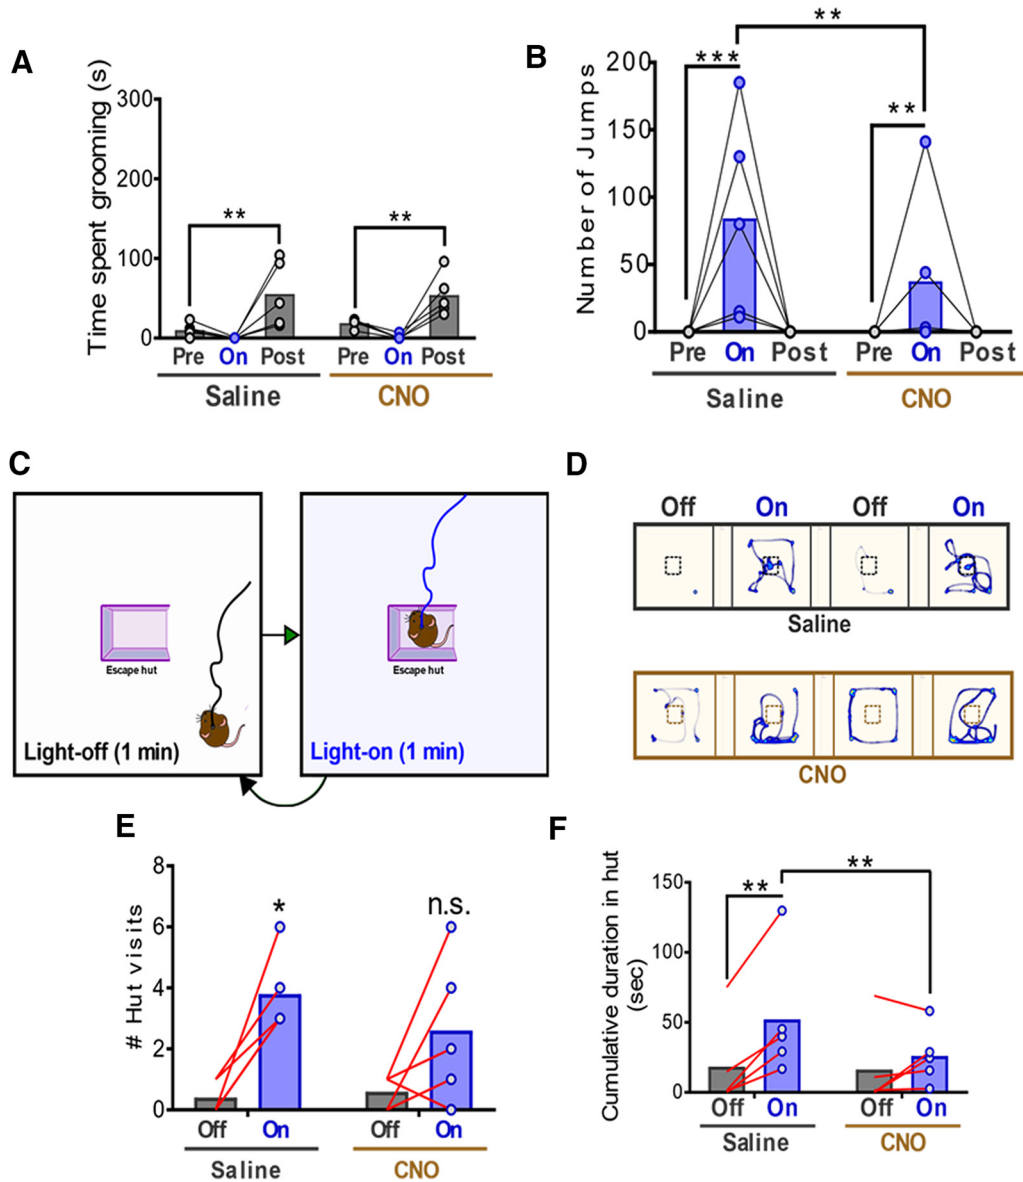 A
Time spent grooming (s)
300
200
100
0
**
**
Pre On Post Pre On Post
Saline CNO
B
Number of Jumps
200
150
100
50
0
***
**
**
Pre On Post Pre On Post
Saline CNO
C
Escape hut
Light-off (1 min)
Escape hut
Light-on (1 min)
D
Off On Off On
Saline
CNO
E
# Hut visits
8
6
4
2
0
*
n.s.
Off On Off On
Saline CNO
F
Cumulative duration in hut
(sec)
150
100
50
0
**
**
Off On Off On
Saline CNO